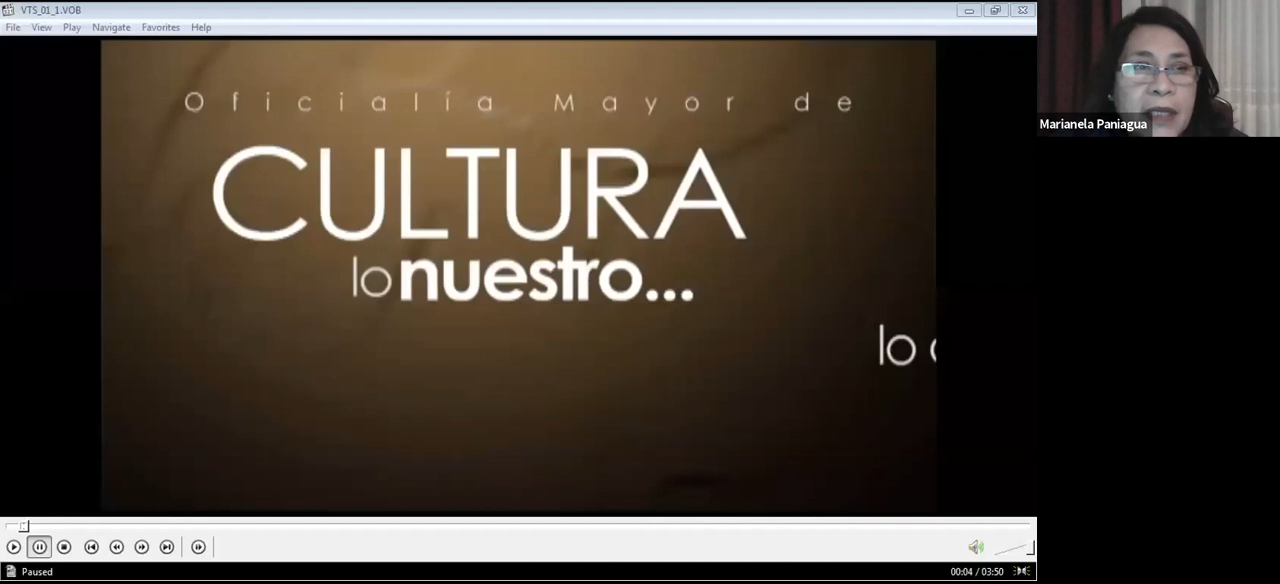 VTS_01_1.VOB
File View Play Navigate Favorites Help
Oficialía Mayor de
CULTURA
lo nuestro...
lo
Marianela Paniagua
Paused
00:04 / 03:50